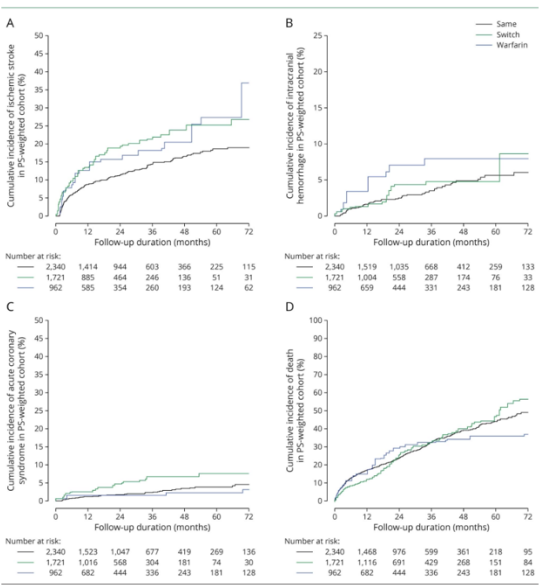 A
Cumulative incidence of ischemic stroke
in PS-weighted cohort (%)
50
45
40
35
30
25
20
15
10
5
0
0 12 24 36 48 60 72
Follow-up duration (months)
Number at risk:
2,340 1,414 944 603 366 225 115
1,721 885 464 246 136 51 31
962 585 354 260 193 124 62
B
Same
Switch
Warfarin
Cumulative incidence of intracranial
hemorrhage in PS-weighted cohort (%)
25
20
15
10
5
0
0 12 24 36 48 60 72
Follow-up duration (months)
Number at risk:
2,340 1,519 1,035 668 412 259 133
1,721 1,004 558 287 174 76 33
962 659 444 331 243 181 128
C
Cumulative incidence of acute coronary
syndrome in PS-weighted cohort (%)
50
45
40
35
30
25
20
15
10
5
0
0 12 24 36 48 60 72
Follow-up duration (months)
Number at risk:
2,340 1,523 1,047 677 419 269 136
1,721 1,016 568 304 181 74 30
962 682 444 336 243 181 128
D
Cumulative incidence of death
in PS-weighted cohort (%)
100
90
80
70
60
50
40
30
20
10
0
0 12 24 36 48 60 72
Follow-up duration (months)
Number at risk:
2,340 1,468 976 599 361 218 95
1,721 1,116 691 429 268 151 84
962 682 444 336 243 181 128